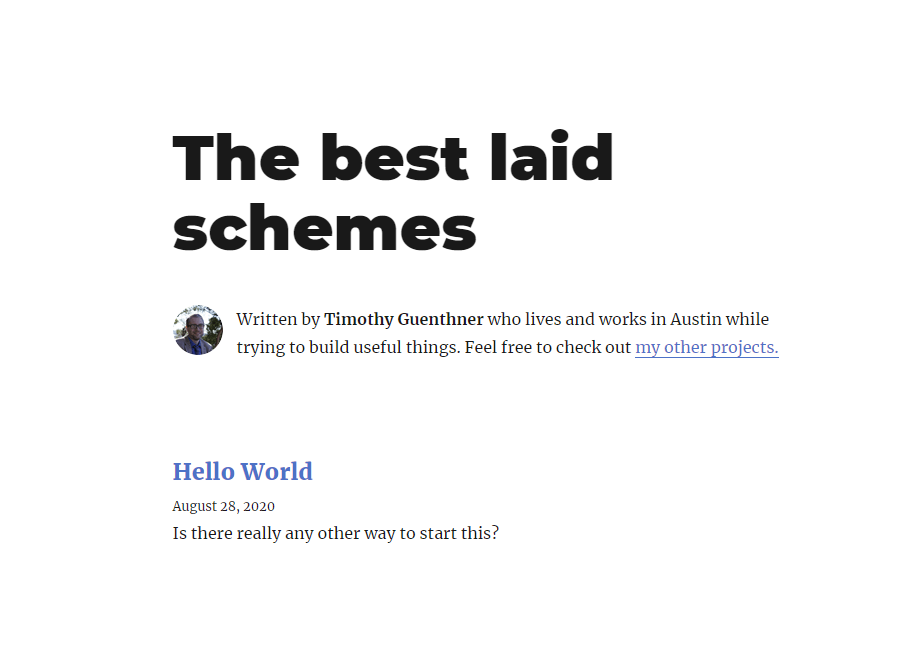 The best laid
schemes
Written by Timothy Guenthner who lives and works in Austin while
trying to build useful things. Feel free to check out my other projects.
Hello World
August 28, 2020
Is there really any other way to start this?